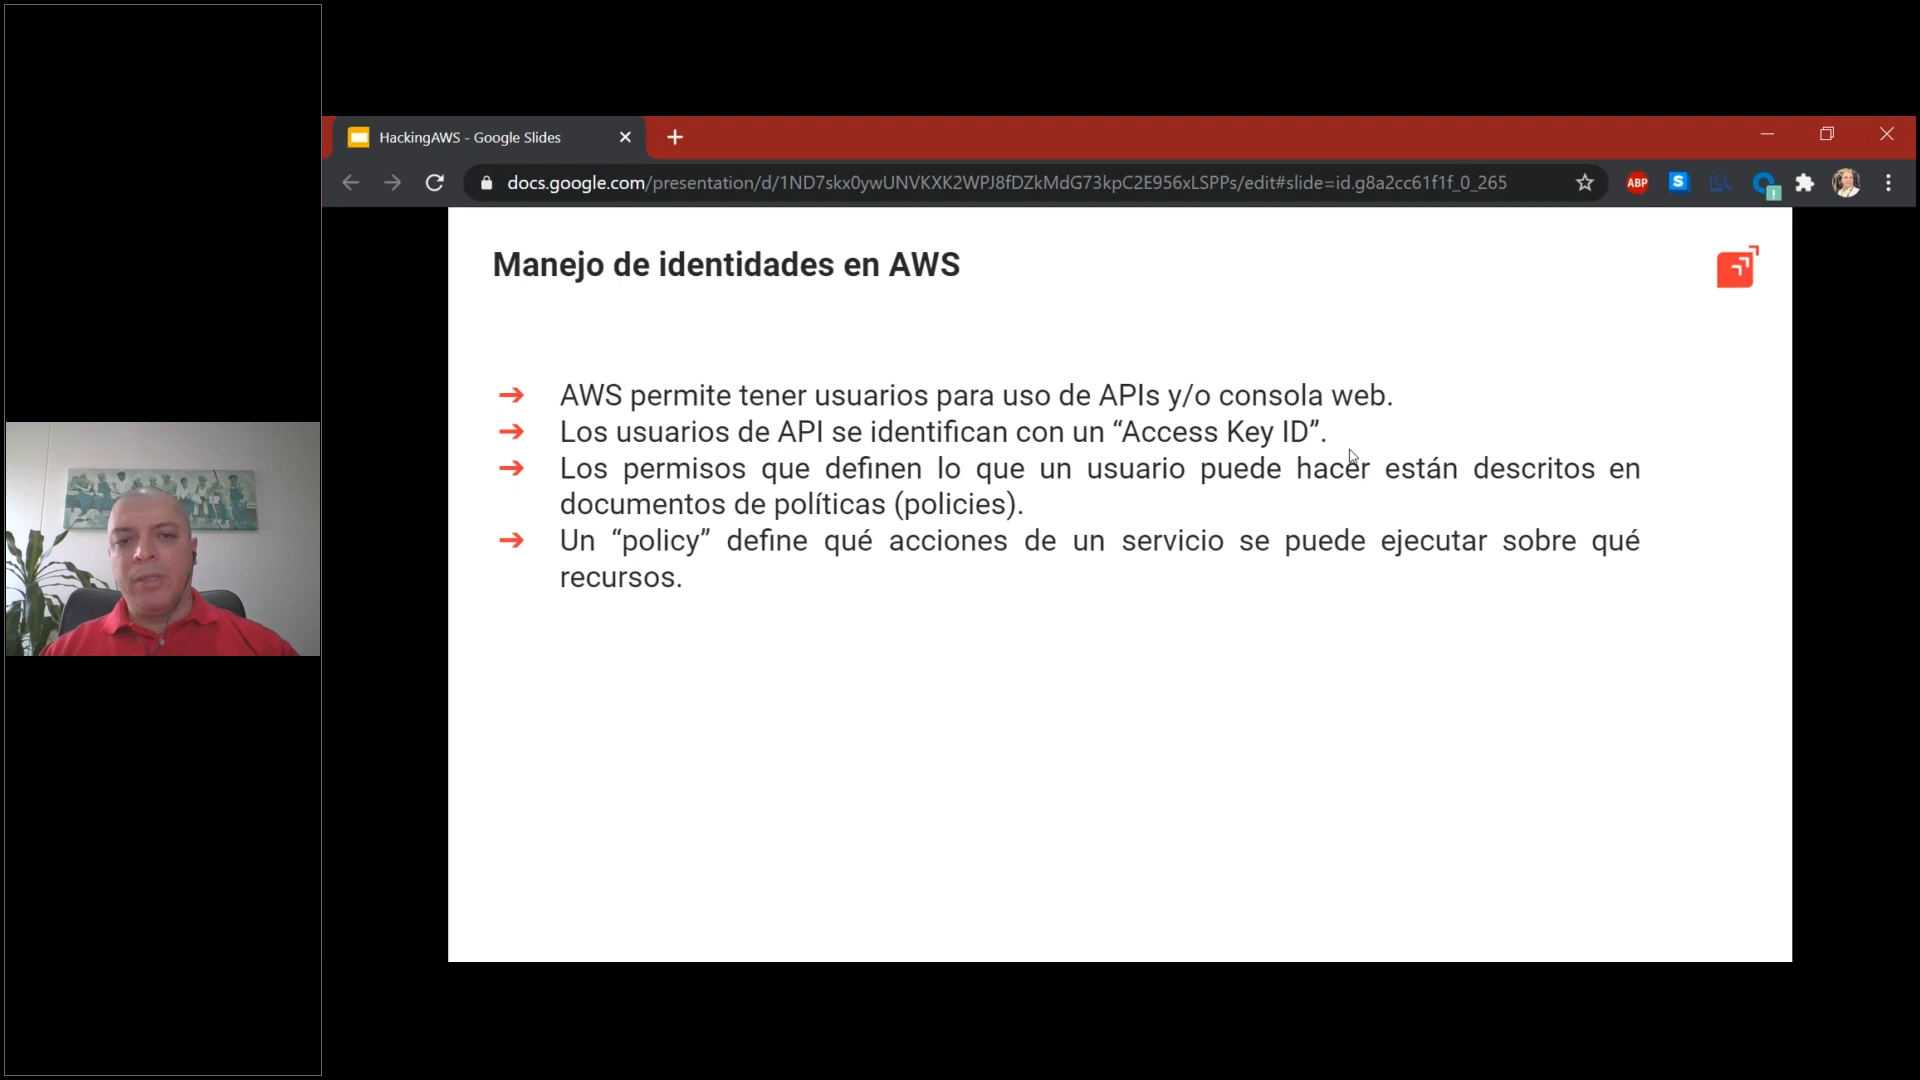 HackingAWS - Google Slides
docs.google.com/presentation/d/1ND7skx0ywUNVKXK2WPJ8fDZkMdG73kpC2E956xLSPPs/edit#slide=id.g8a2cc61f1f_0_265
ABP
S
Manejo de identidades en AWS
➔ AWS permite tener usuarios para uso de APIs y/o consola web.
➔ Los usuarios de API se identifican con un “Access Key ID”.
➔ Los permisos que definen lo que un usuario puede hacer están descritos en
documentos de políticas (policies).
➔ Un “policy” define qué acciones de un servicio se puede ejecutar sobre qué
recursos.